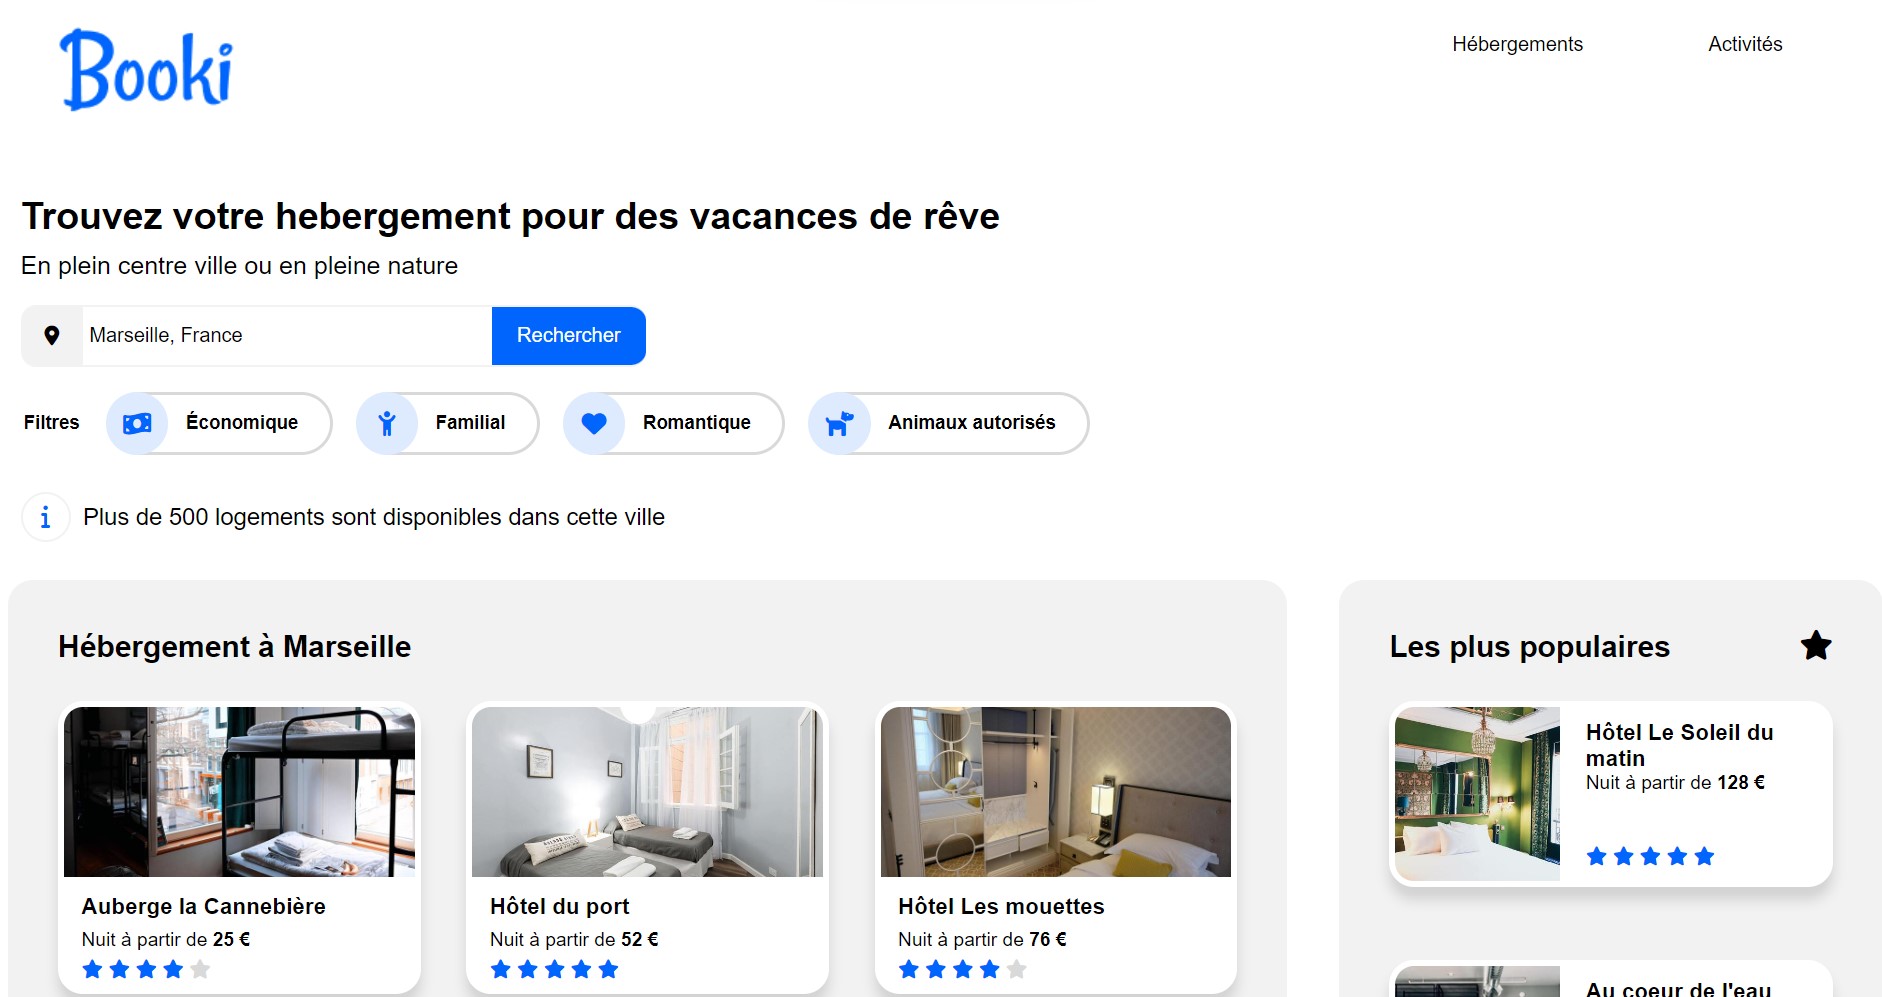 Booki
Hébergements
Activités
Trouvez votre hebergement pour des vacances de rêve
En plein centre ville ou en pleine nature
Marseille, France
Rechercher
Filtres
Économique
Familial
Romantique
Animaux autorisés
Plus de 500 logements sont disponibles dans cette ville
Hébergement à Marseille
Auberge la Cannebière
Nuit à partir de 25 €
Hôtel du port
Nuit à partir de 52 €
Hôtel Les mouettes
Nuit à partir de 76 €
Les plus populaires
Hôtel Le Soleil du
matin
Nuit à partir de 128 €
Au coeur de l'eau